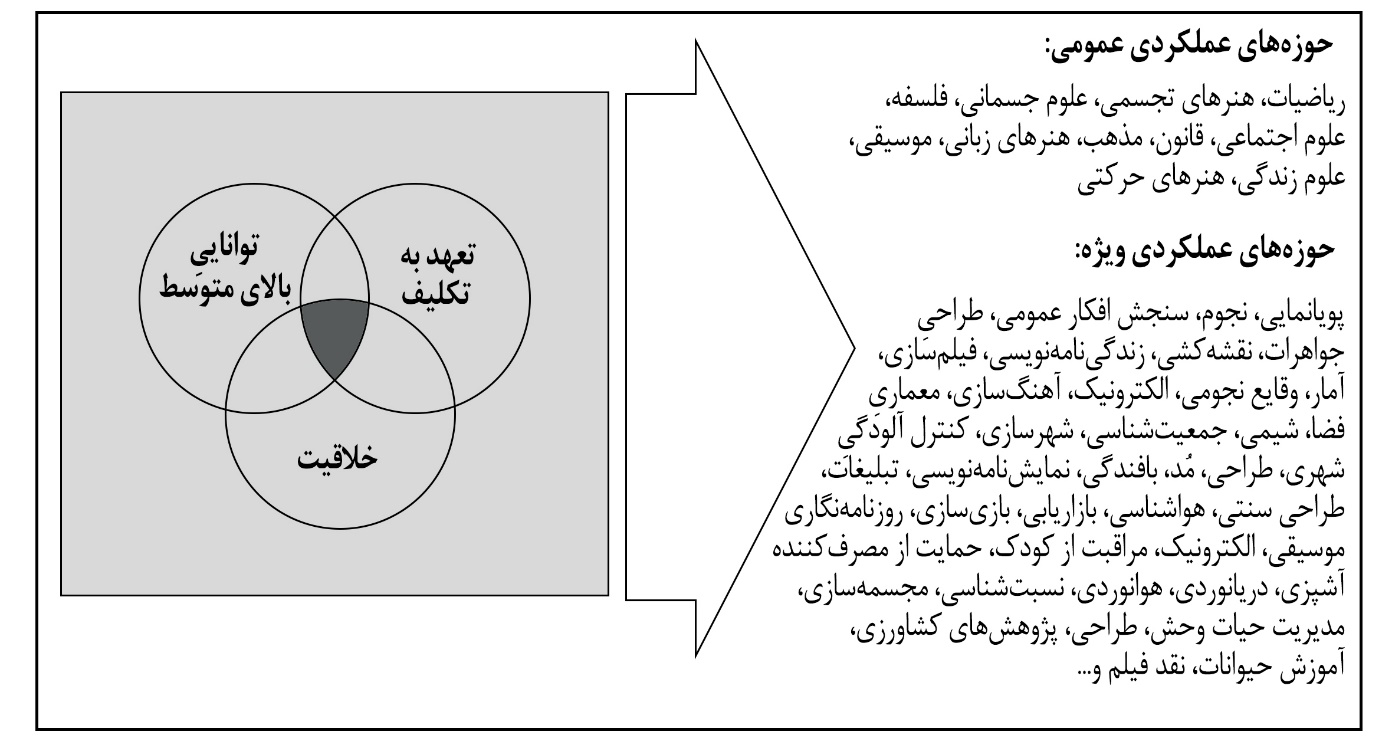 حوزه‌های عملکردی عمومی:
ریاضیات، هنرهای تجسمی، علوم جسمانی، فلسفه،
علوم اجتماعی، قانون، مذهب، هنرهای زبانی، موسیقی،
علوم زندگی، هنرهای حرکتی
حوزه‌های عملکردی ویژه:
پویانمایی، نجوم، سنجش افکار عمومی، طراحیِ
جواهرات، نقشه‌کشی، زندگی‌نامه‌نویسی، فیلم‌سازی،
آمار، وقایع نجومی، الکترونیک، آهنگ‌سازی، معماریِ
فضا، شیمی، جمعیت‌شناسی، شهرسازی، کنترل آلودگیِ
شهری، طراحی، مُد، بافندگی، نمایش‌نامه‌نویسی، تبلیغات،
طراحی سنتی، هواشناسی، بازاریابی، بازی‌سازی، روزنامه‌نگاری
موسیقی، الکترونیک، مراقبت از کودک، حمایت از مصرف‌کننده
آشپزی، دریانوردی، هوانوردی، نسبت‌شناسی، مجسمه‌سازی،
مدیریت حیات وحش، طراحی، پژوهش‌های کشاورزی،
آموزش حیوانات، نقد فیلم و...
تعهد به
تکلیف
تواناییِ
بالای متوسط
خلاقیت